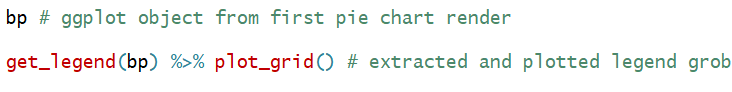 bp # ggplot object from first pie chart render
get_legend(bp) %>% plot_grid() # extracted and plotted legend grob